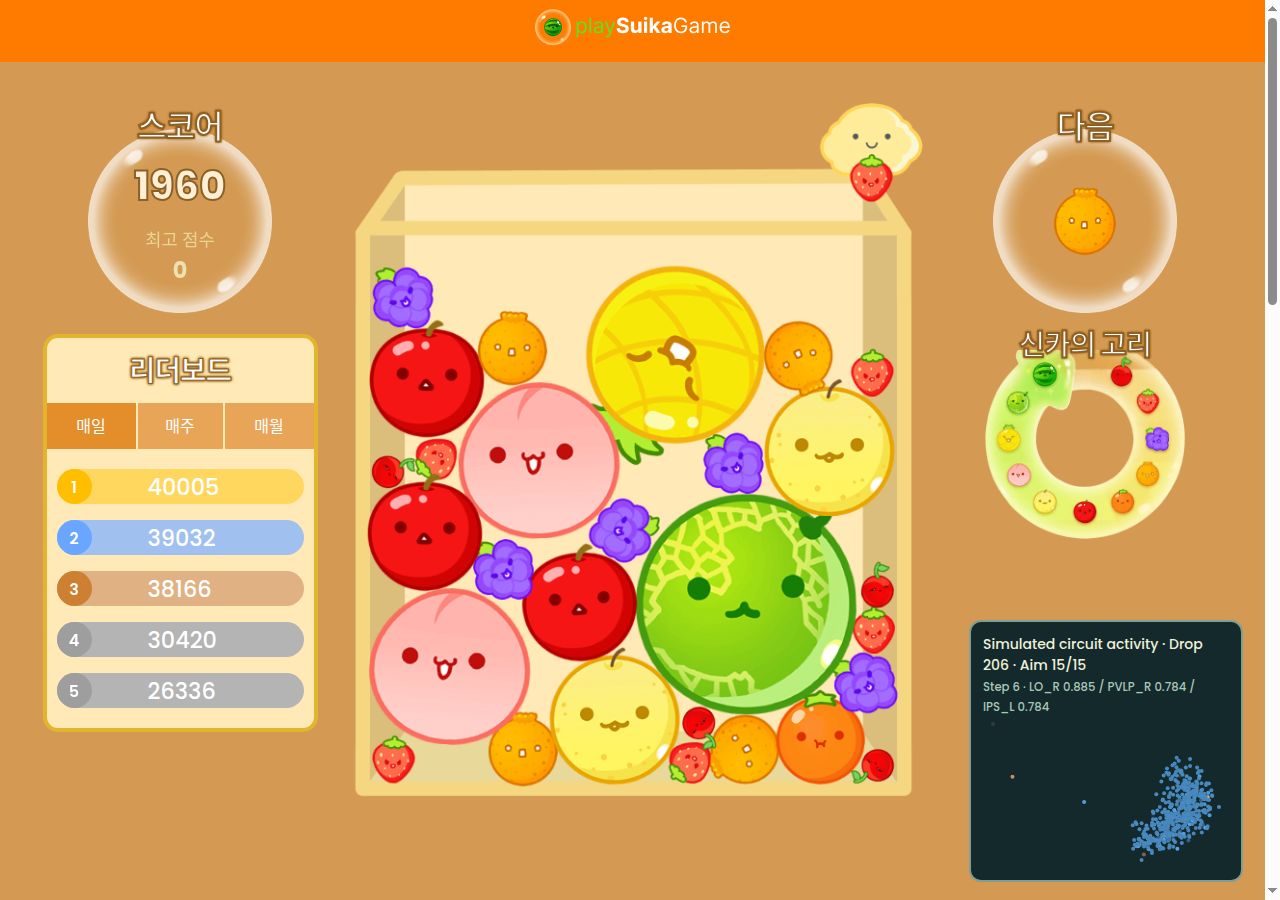 playSuikaGame
스코어
1960
최고 점수
0
다음
리더보드
매일 매주 매월
1 40005
2 39032
3 38166
4 30420
5 26336
신카의 고리
Simulated circuit activity · Drop
206 · Aim 15/15
Step 6 · LO_R 0.885 / PVLP_R 0.784 /
IPS_L 0.784